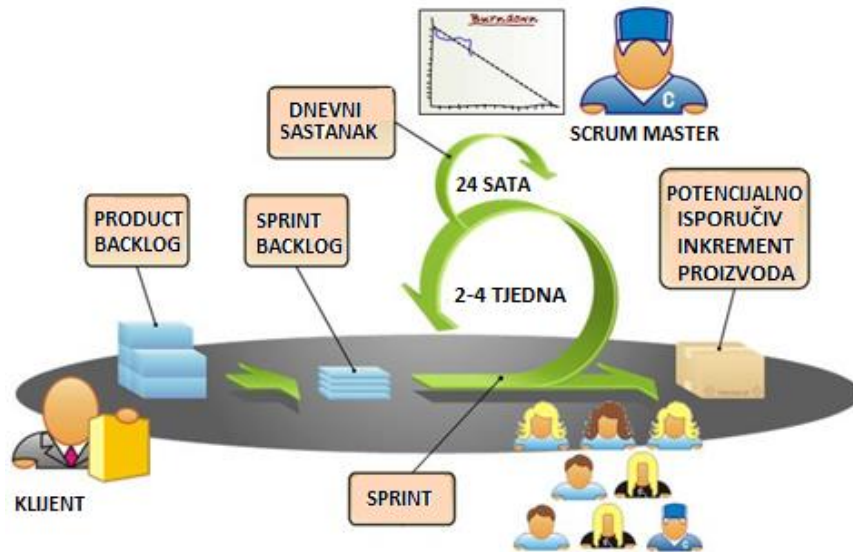 Burndown
DNEVNI
SASTANAK
SCRUM MASTER
24 SATA
PRODUCT
BACKLOG
SPRINT
BACKLOG
POTENCIJALNO
ISPORUČIV
INKREMENT
PROIZVODA
2-4 TJEDNA
KLIJENT
SPRINT
C